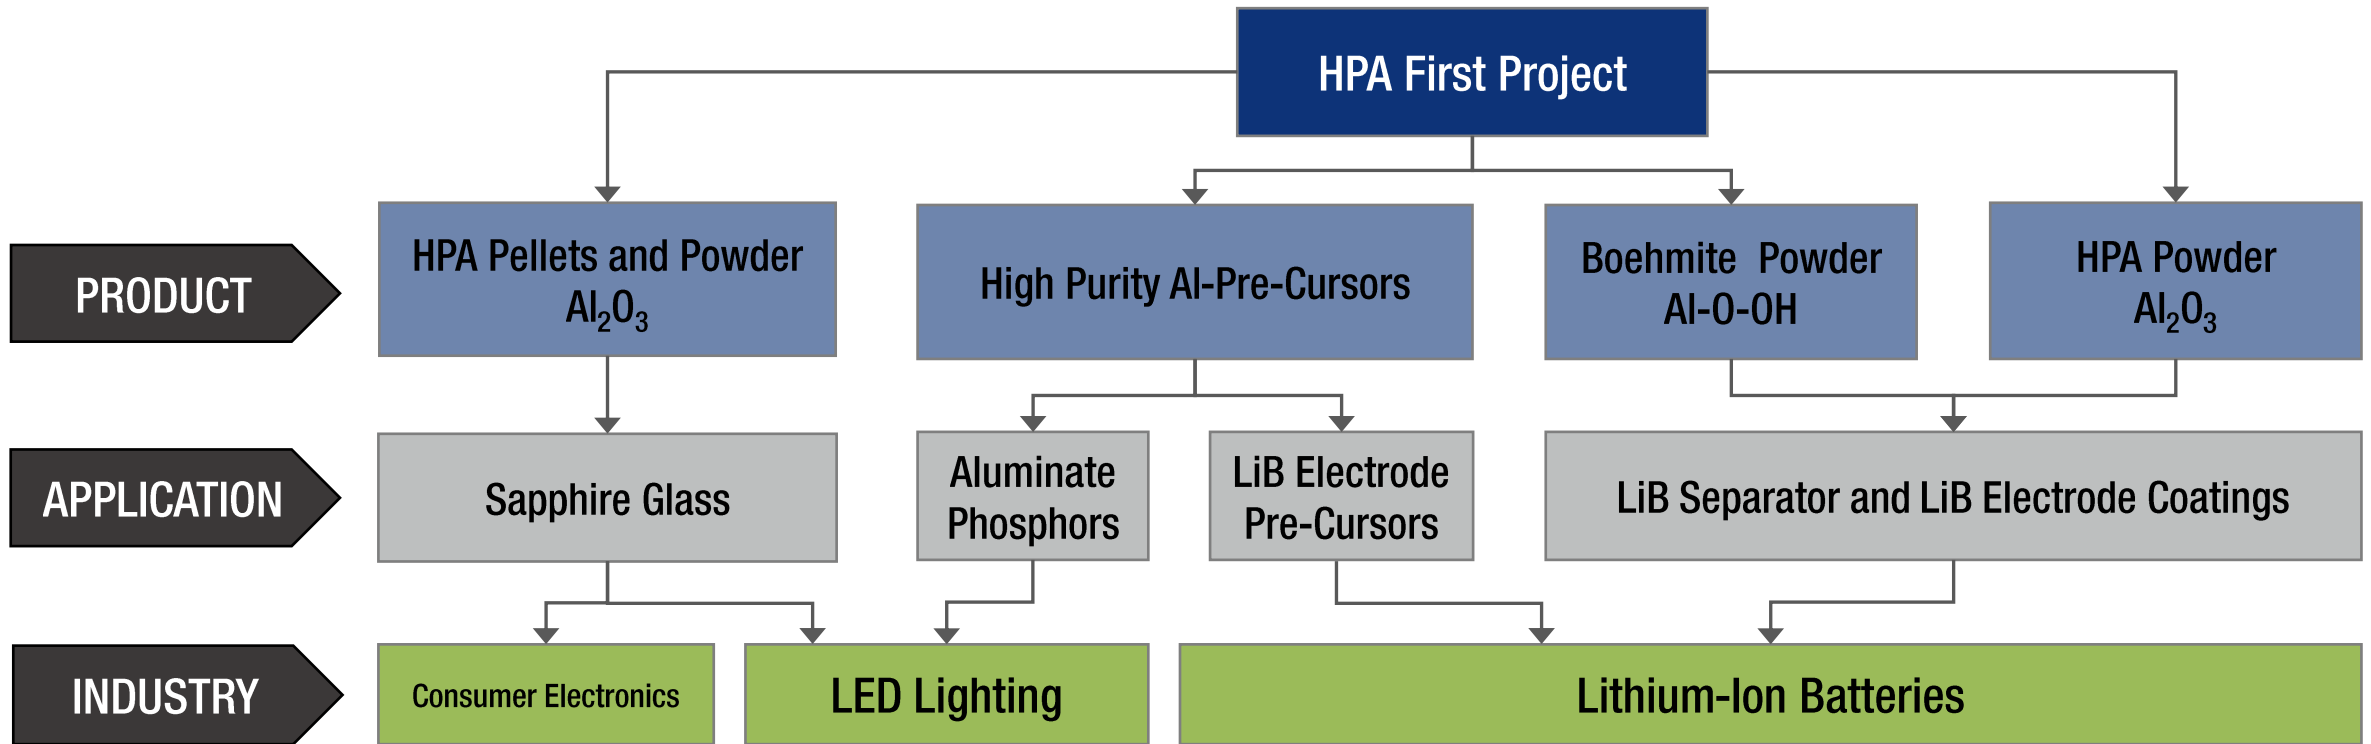 HPA First Project
PRODUCT
HPA Pellets and Powder
Al₂O₃
High Purity Al-Pre-Cursors
Boehmite Powder
Al-O-OH
HPA Powder
Al₂O₃
APPLICATION
Sapphire Glass
Aluminate
Phosphors
LiB Electrode
Pre-Cursors
LiB Separator and LiB Electrode Coatings
INDUSTRY
Consumer Electronics
LED Lighting
Lithium-Ion Batteries